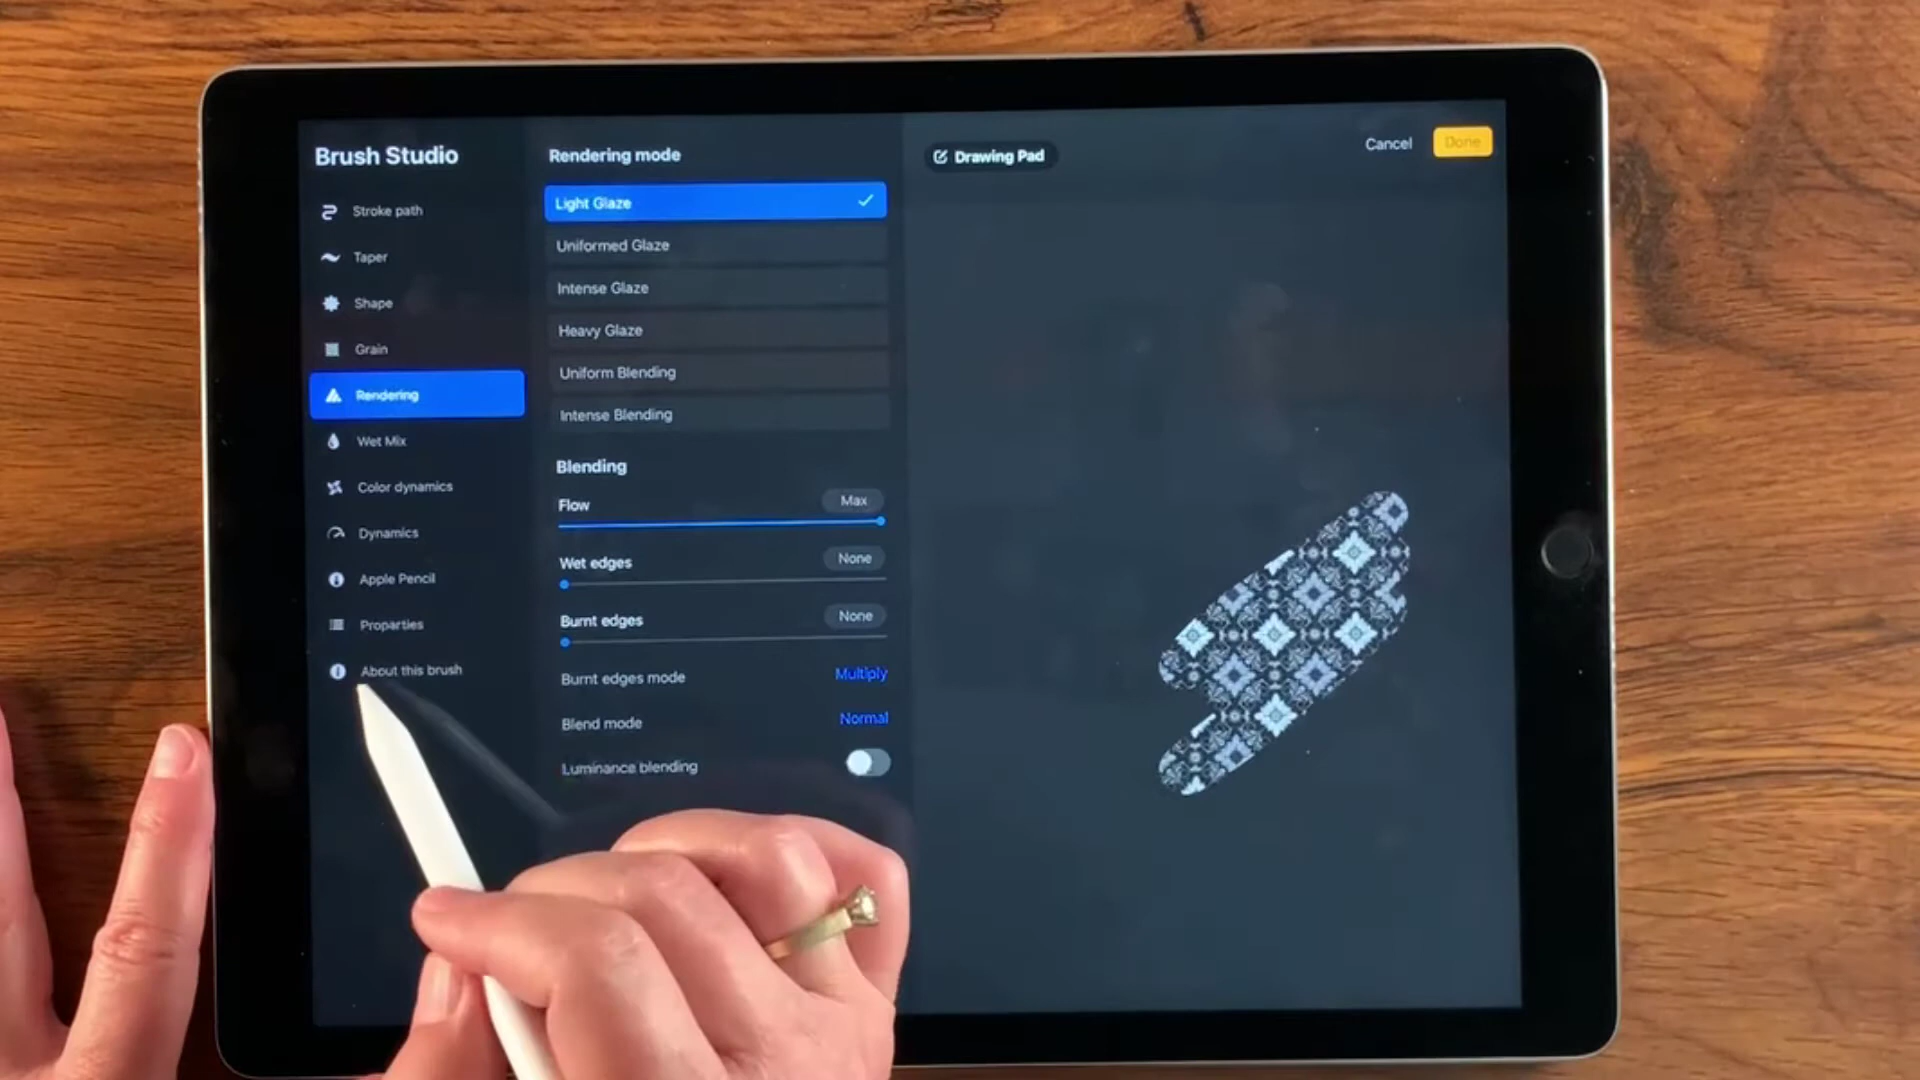 Brush Studio
Stroke path
Taper
Shape
Grain
Rendering
Wet Mix
Color dynamics
Dynamics
Apple Pencil
Properties
About this brush
Rendering mode
Light Glaze
Uniformed Glaze
Intense Glaze
Heavy Glaze
Uniform Blending
Intense Blending
Blending
Flow Max
Wet edges None
Burnt edges None
Burnt edges mode Multiply
Blend mode Normal
Luminance blending
Drawing Pad
Cancel
Done